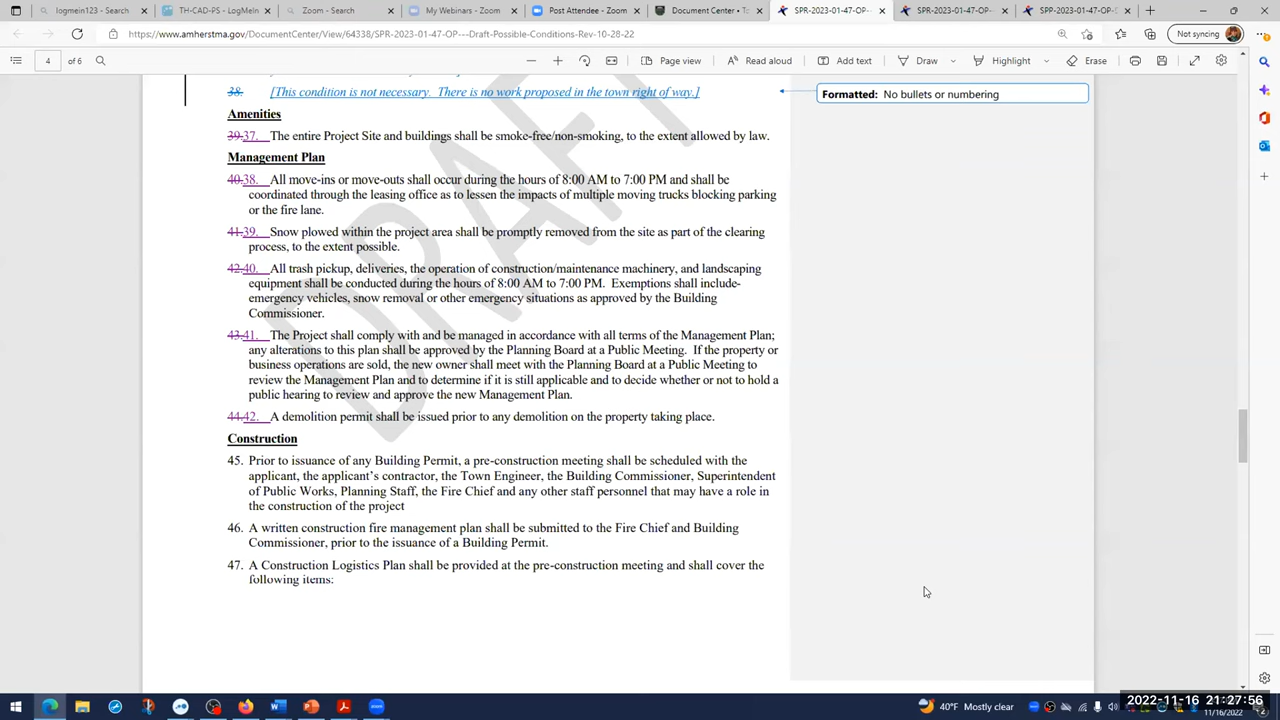 logmein123 - Search
TH-CAD-PS - LogMeIn
Zoom - Search
My Webinars - Zoom
Post Attendee - Zoom
Document Center • To
SPR-2023-01-47-OP---
SPR-2023-01-47-OP---
SPP-2023-02-
https://www.amherstma.gov/DocumentCenter/View/64338/SPR-2023-01-47-OP---Draft-Possible-Conditions-Rev-10-28-22
Not syncing
4 of 6
Page view
Read aloud
Add text
Draw
Highlight
Erase
38. [This condition is not necessary. There is no work proposed in the town right of way.]
Formatted: No bullets or numbering
Amenities
39.37. The entire Project Site and buildings shall be smoke-free/non-smoking, to the extent allowed by law.
Management Plan
40.38. All move-ins or move-outs shall occur during the hours of 8:00 AM to 7:00 PM and shall be
coordinated through the leasing office as to lessen the impacts of multiple moving trucks blocking parking
or the fire lane.
41.39. Snow plowed within the project area shall be promptly removed from the site as part of the clearing
process, to the extent possible.
42.40. All trash pickup, deliveries, the operation of construction/maintenance machinery, and landscaping
equipment shall be conducted during the hours of 8:00 AM to 7:00 PM. Exemptions shall include-
emergency vehicles, snow removal or other emergency situations as approved by the Building
Commissioner.
43.41. The Project shall comply with and be managed in accordance with all terms of the Management Plan;
any alterations to this plan shall be approved by the Planning Board at a Public Meeting. If the property or
business operations are sold, the new owner shall meet with the Planning Board at a Public Meeting to
review the Management Plan and to determine if it is still applicable and to decide whether or not to hold a
public hearing to review and approve the new Management Plan.
44.42. A demolition permit shall be issued prior to any demolition on the property taking place.
Construction
45. Prior to issuance of any Building Permit, a pre-construction meeting shall be scheduled with the
applicant, the applicant's contractor, the Town Engineer, the Building Commissioner, Superintendent
of Public Works, Planning Staff, the Fire Chief and any other staff personnel that may have a role in
the construction of the project
46. A written construction fire management plan shall be submitted to the Fire Chief and Building
Commissioner, prior to the issuance of a Building Permit.
47. A Construction Logistics Plan shall be provided at the pre-construction meeting and shall cover the
following items:
DRAFT
40°F Mostly clear
2022-11-16 21:27:56
11/16/2022